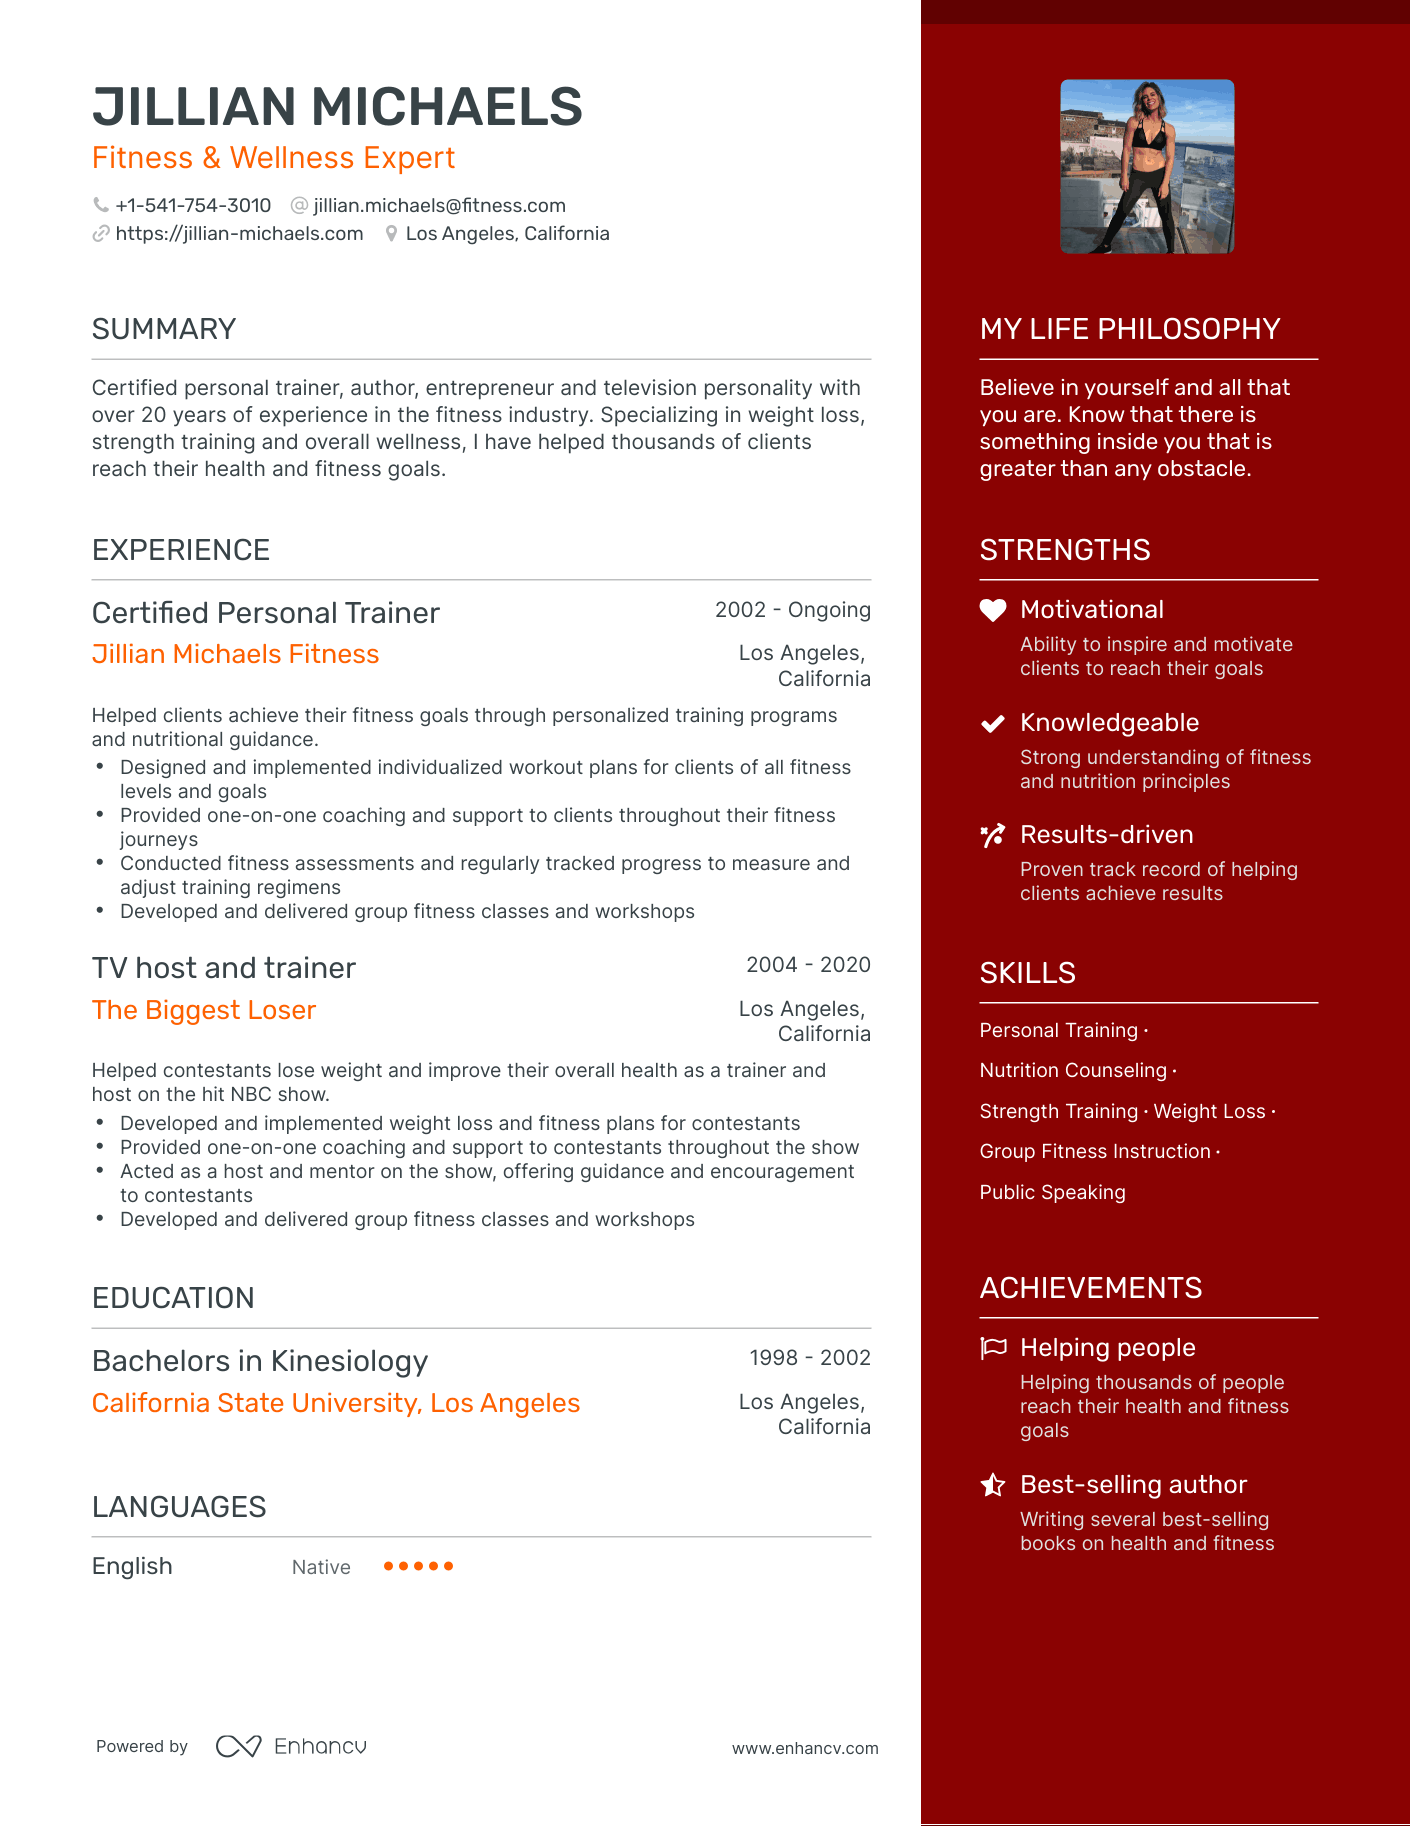 JILLIAN MICHAELS
Fitness & Wellness Expert
+1-541-754-3010 jillian.michaels@fitness.com
https://jillian-michaels.com Los Angeles, California
SUMMARY
Certified personal trainer, author, entrepreneur and television personality with
over 20 years of experience in the fitness industry. Specializing in weight loss,
strength training and overall wellness, I have helped thousands of clients
reach their health and fitness goals.
EXPERIENCE
Certified Personal Trainer 2002 - Ongoing
Jillian Michaels Fitness Los Angeles,
California
Helped clients achieve their fitness goals through personalized training programs
and nutritional guidance.
• Designed and implemented individualized workout plans for clients of all fitness
levels and goals
• Provided one-on-one coaching and support to clients throughout their fitness
journeys
• Conducted fitness assessments and regularly tracked progress to measure and
adjust training regimens
• Developed and delivered group fitness classes and workshops
TV host and trainer 2004 - 2020
The Biggest Loser Los Angeles,
California
Helped contestants lose weight and improve their overall health as a trainer and
host on the hit NBC show.
• Developed and implemented weight loss and fitness plans for contestants
• Provided one-on-one coaching and support to contestants throughout the show
• Acted as a host and mentor on the show, offering guidance and encouragement
to contestants
• Developed and delivered group fitness classes and workshops
EDUCATION
Bachelors in Kinesiology 1998 - 2002
California State University, Los Angeles Los Angeles,
California
LANGUAGES
English Native
Powered by Enhancv www.enhancv.com
MY LIFE PHILOSOPHY
Believe in yourself and all that
you are. Know that there is
something inside you that is
greater than any obstacle.
STRENGTHS
Motivational
Ability to inspire and motivate
clients to reach their goals
Knowledgeable
Strong understanding of fitness
and nutrition principles
Results-driven
Proven track record of helping
clients achieve results
SKILLS
Personal Training ·
Nutrition Counseling ·
Strength Training · Weight Loss ·
Group Fitness Instruction ·
Public Speaking
ACHIEVEMENTS
Helping people
Helping thousands of people
reach their health and fitness
goals
Best-selling author
Writing several best-selling
books on health and fitness